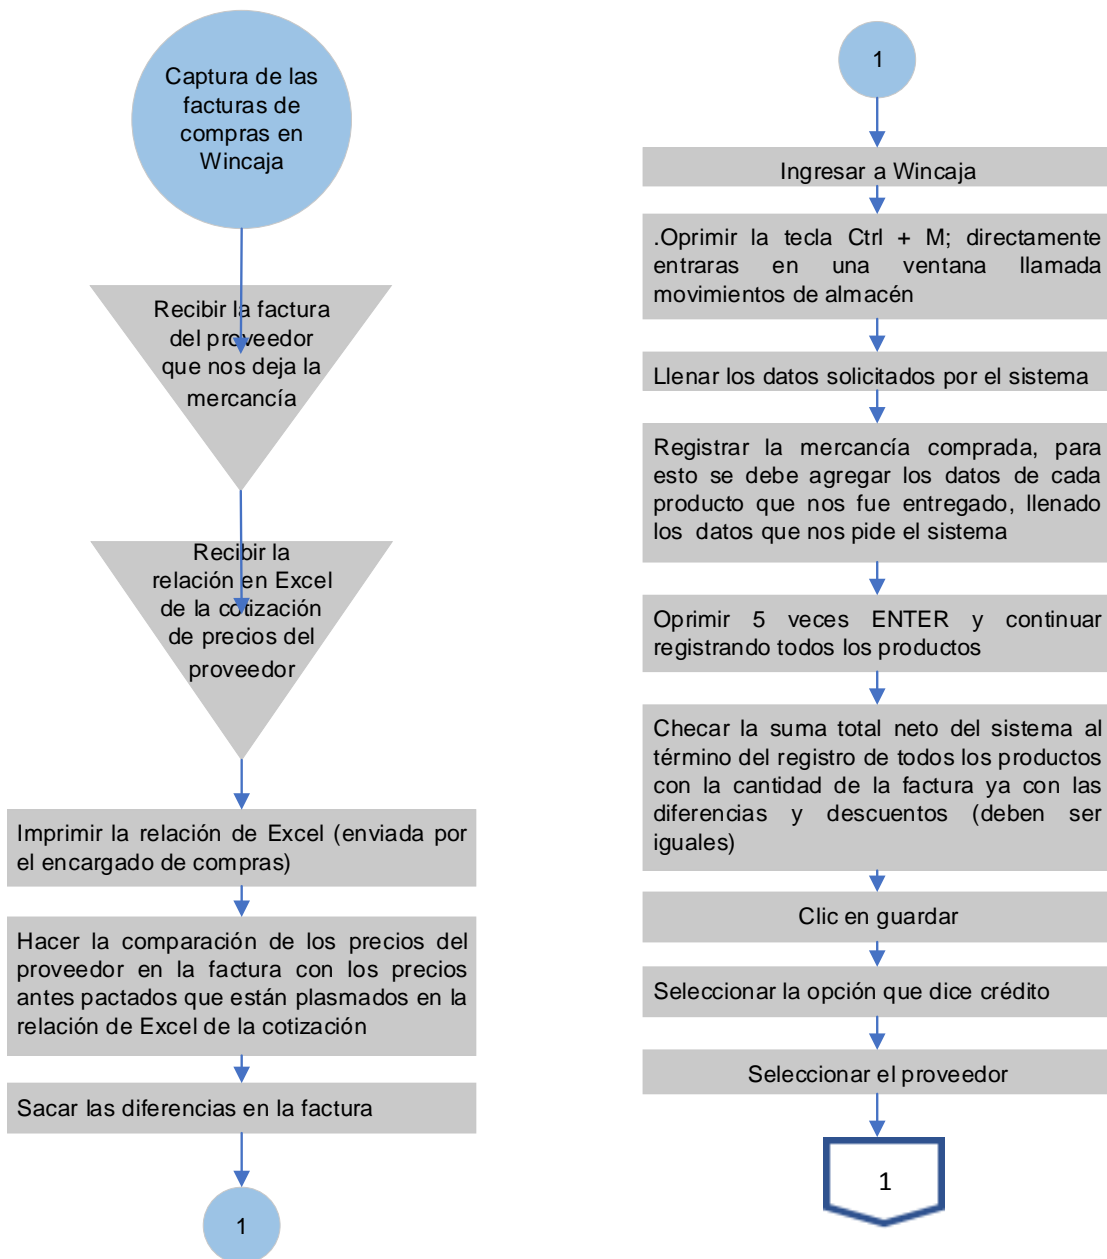 Captura de las
facturas de
compras en
Wincaja
Recibir la factura
del proveedor
que nos deja la
mercancía
Recibir la
relación en Excel
de la cotización
de precios del
proveedor
Imprimir la relación de Excel (enviada por
el encargado de compras)
Hacer la comparación de los precios del
proveedor en la factura con los precios
antes pactados que están plasmados en la
relación de Excel de la cotización
Sacar las diferencias en la factura
1
1
Ingresar a Wincaja
.Oprimir la tecla Ctrl + M; directamente
entraras en una ventana llamada
movimientos de almacén
Llenar los datos solicitados por el sistema
Registrar la mercancía comprada, para
esto se debe agregar los datos de cada
producto que nos fue entregado, llenado
los datos que nos pide el sistema
Oprimir 5 veces ENTER y continuar
registrando todos los productos
Checar la suma total neto del sistema al
término del registro de todos los productos
con la cantidad de la factura ya con las
diferencias y descuentos (deben ser
iguales)
Clic en guardar
Seleccionar la opción que dice crédito
Seleccionar el proveedor
1